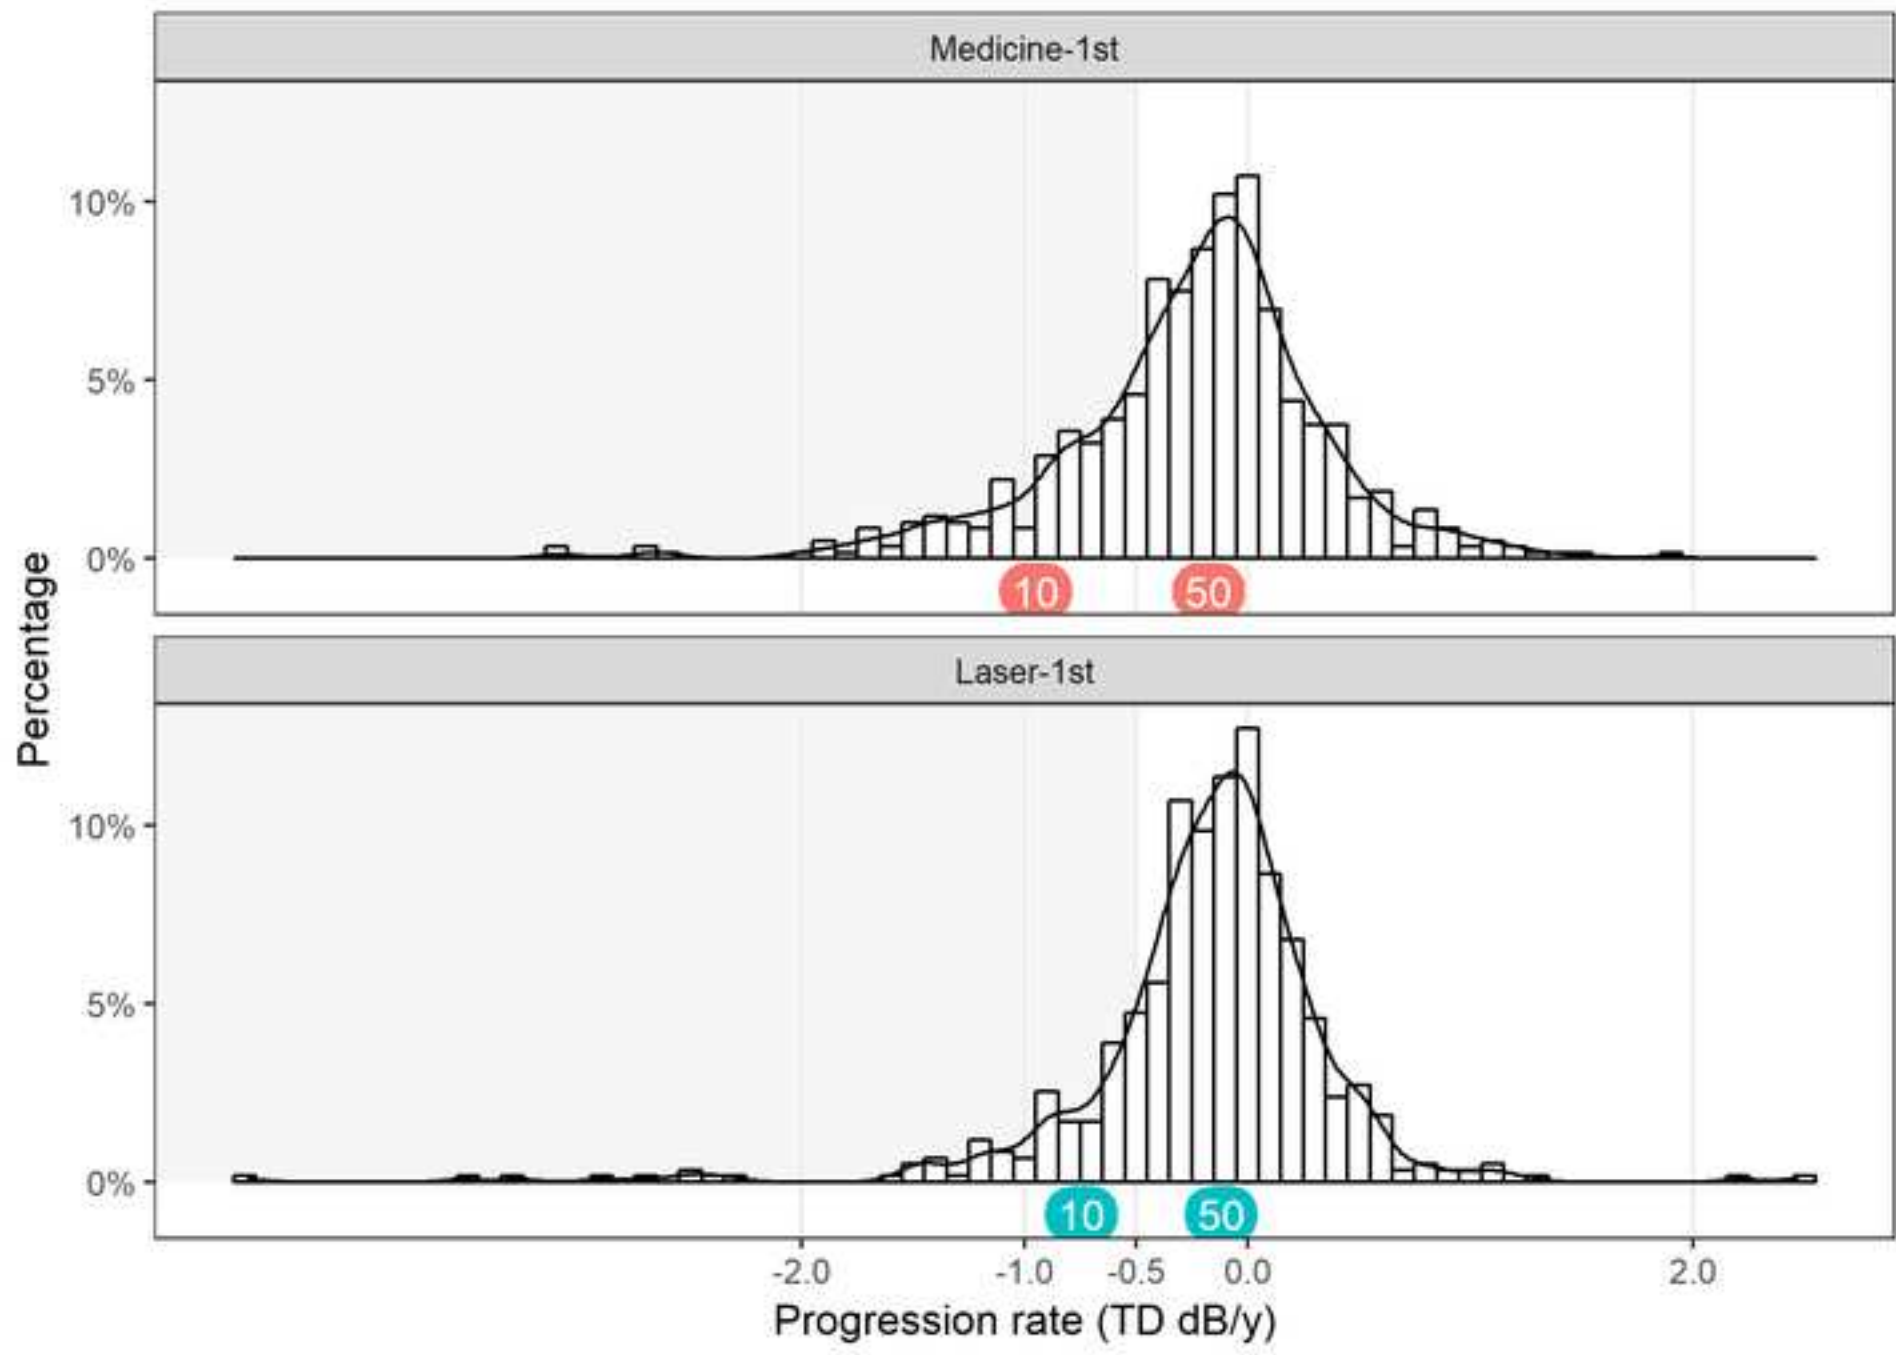 Medicine-1st
10%
5%
0%
10 50
Percentage
Laser-1st
10%
5%
0%
10 50
-2.0 -1.0 -0.5 0.0 2.0
Progression rate (TD dB/y)